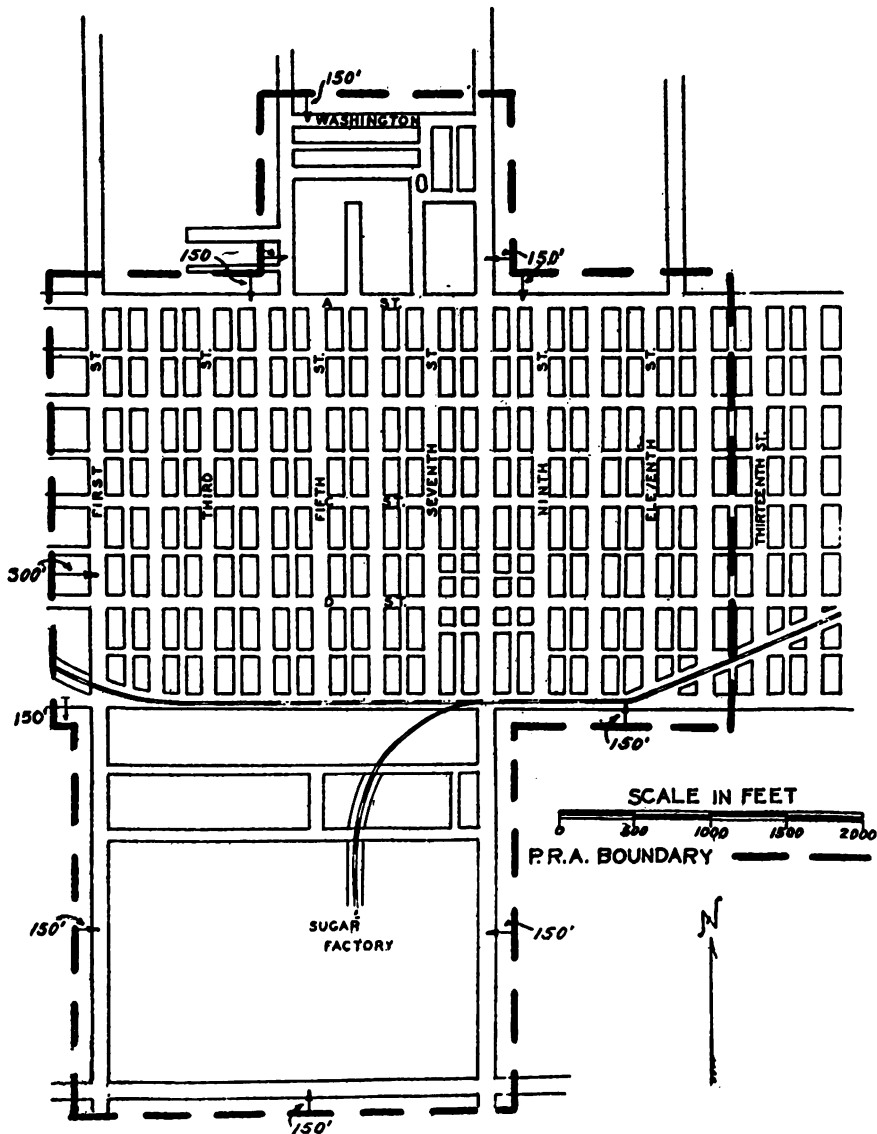 150'
WASHINGTON
150
150'
A ST.
ST ST. ST. ST ST. ST.
FIRST THIRD FIFTH SEVENTH NINTH ELEVENTH THIRTEENTH ST.
300'
D ST.
150'
150'
SCALE IN FEET
0 500 1000 1500 2000
P.R.A. BOUNDARY
N
150'
SUGAR
FACTORY
150'
150'